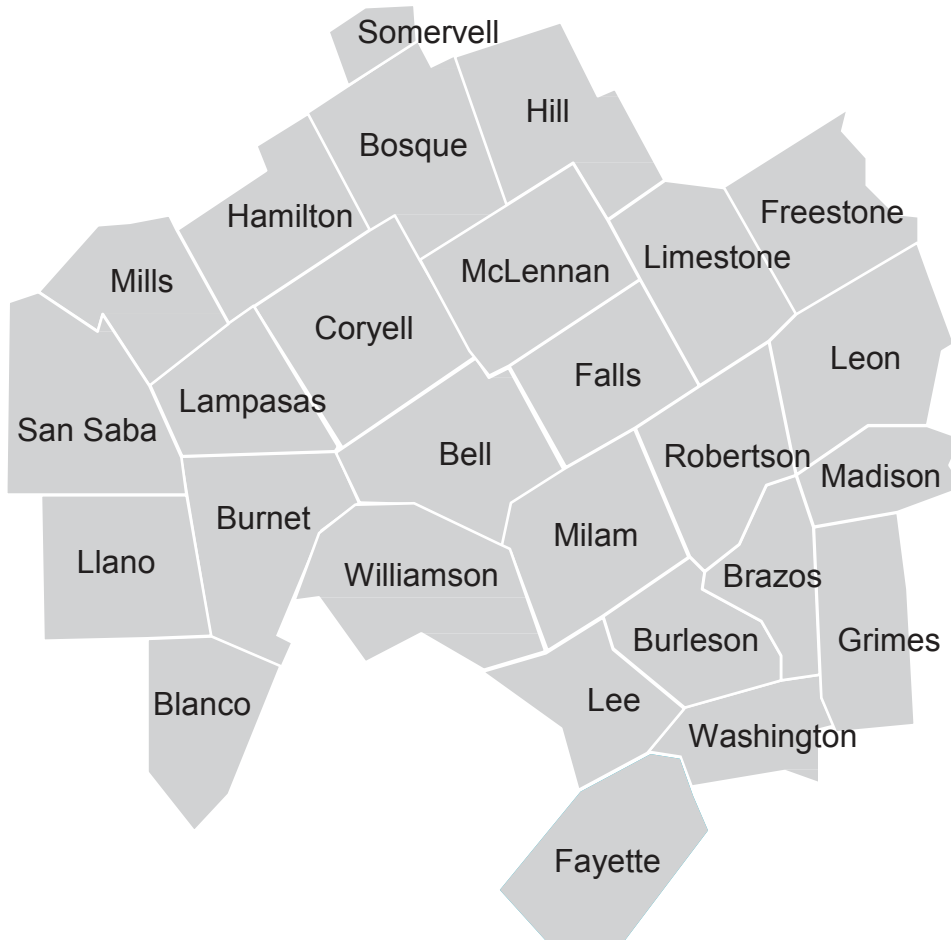 Somervell
Hill
Bosque
Hamilton
Freestone
McLennan
Limestone
Mills
Coryell
Leon
Falls
Lampasas
San Saba
Bell
Robertson
Madison
Burnet
Milam
Llano
Williamson
Brazos
Burleson
Grimes
Lee
Blanco
Washington
Fayette